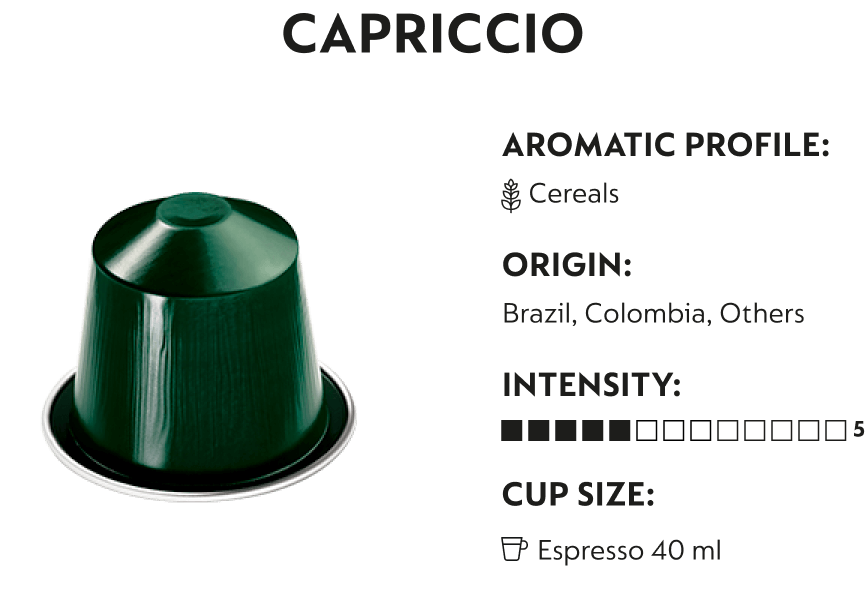 CAPRICCIO
AROMATIC PROFILE:
Cereals
ORIGIN:
Brazil, Colombia, Others
INTENSITY:
5
CUP SIZE:
Espresso 40 ml